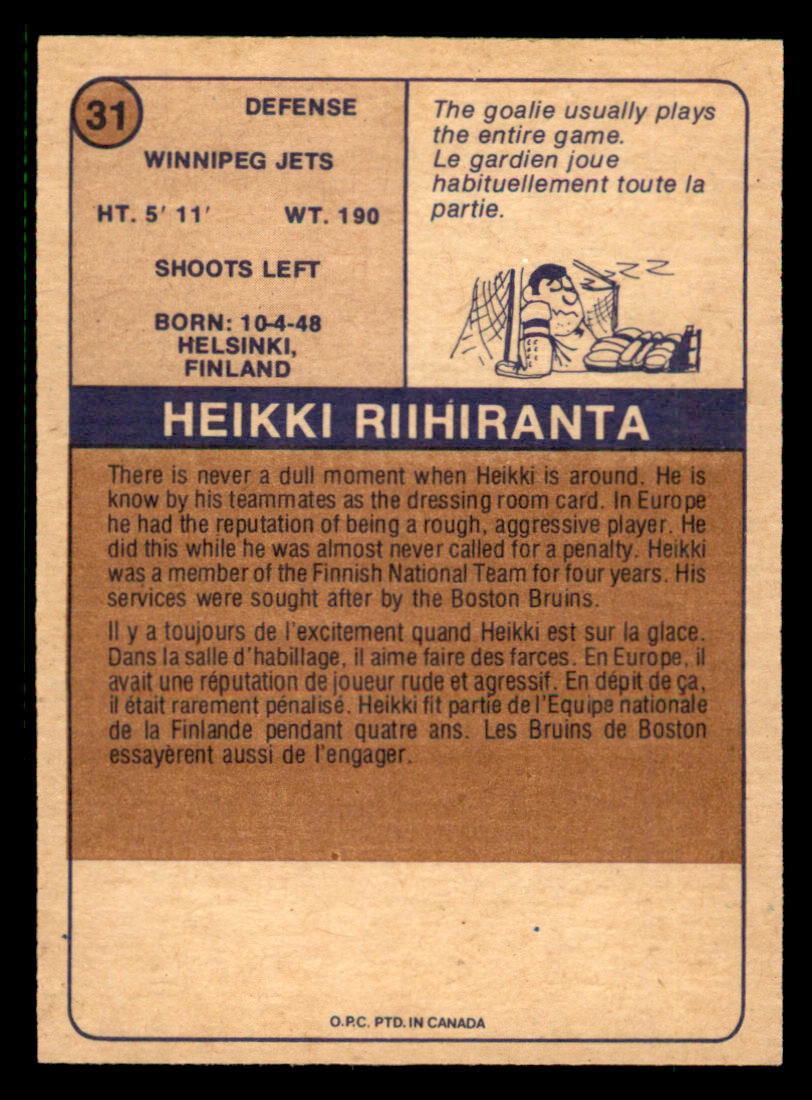 31
DEFENSE
WINNIPEG JETS
HT. 5' 11' WT. 190
SHOOTS LEFT
BORN: 10-4-48
HELSINKI,
FINLAND
The goalie usually plays
the entire game.
Le gardien joue
habituellement toute la
partie.
ZZZ
HEIKKI RIIHIRANTA
There is never a dull moment when Heikki is around. He is
know by his teammates as the dressing room card. In Europe
he had the reputation of being a rough, aggressive player. He
did this while he was almost never called for a penalty. Heikki
was a member of the Finnish National Team for four years. His
services were sought after by the Boston Bruins.
Il y a toujours de l'excitement quand Heikki est sur la glace.
Dans la salle d'habillage, il aime faire des farces. En Europe, il
avait une réputation de joueur rude et agressif. En dépit de ça,
il était rarement pénalisé. Heikki fit partie de l'Equipe nationale
de la Finlande pendant quatre ans. Les Bruins de Boston
essayèrent aussi de l'engager.
O.P.C. PTD. IN CANADA